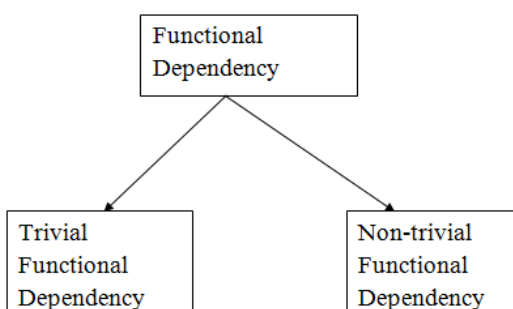 Functional
Dependency
Trivial
Functional
Dependency
Non-trivial
Functional
Dependency